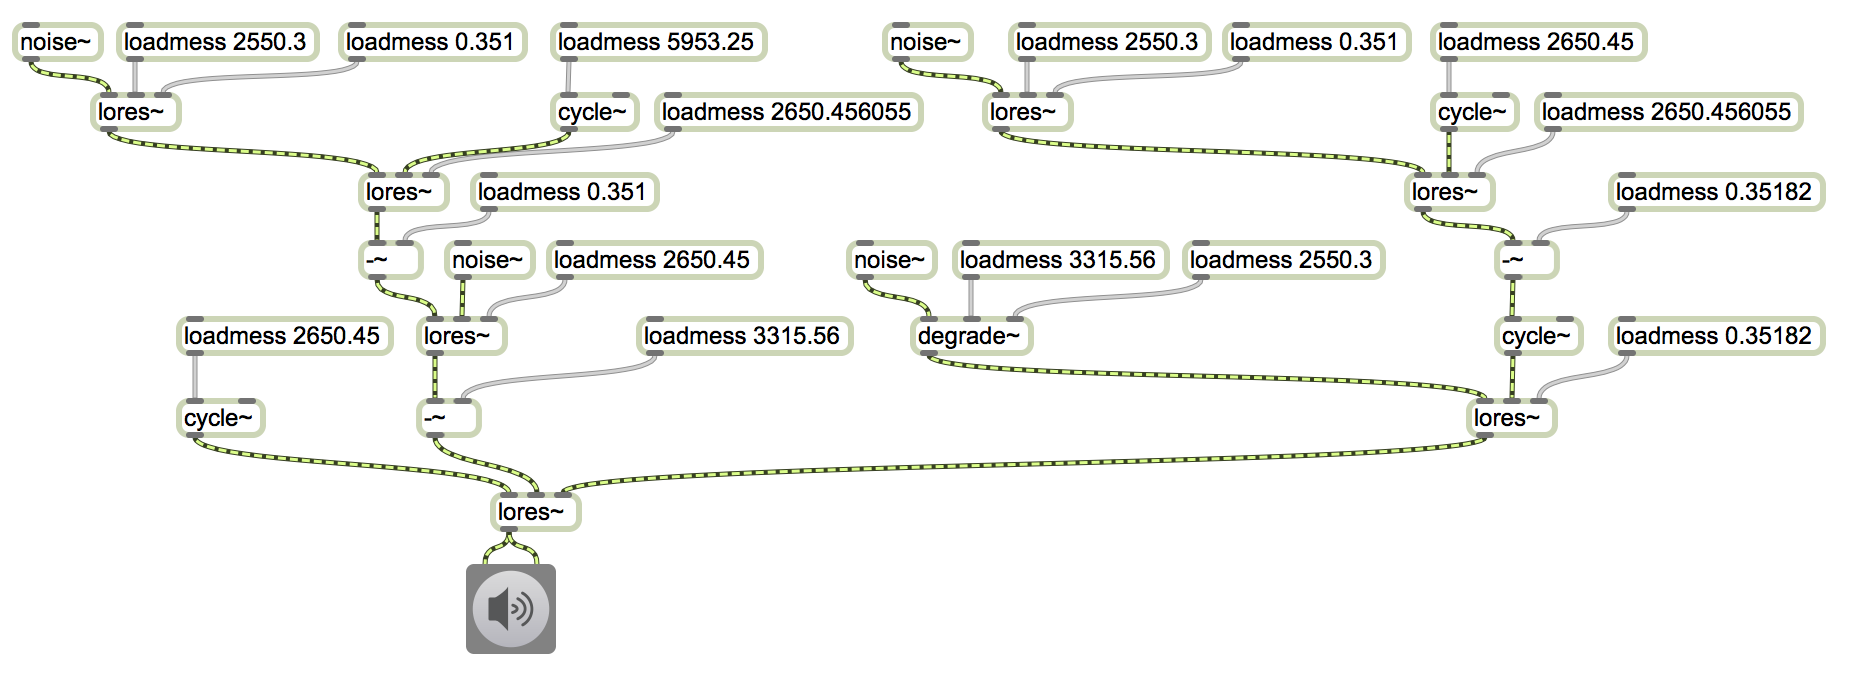 noise~
loadmess 2550.3
loadmess 0.351
loadmess 5953.25
noise~
loadmess 2550.3
loadmess 0.351
loadmess 2650.45
lores~
cycle~
loadmess 2650.456055
lores~
cycle~
loadmess 2650.456055
lores~
loadmess 0.351
lores~
loadmess 0.35182
-~
noise~
loadmess 2650.45
noise~
loadmess 3315.56
loadmess 2550.3
-~
loadmess 2650.45
lores~
loadmess 3315.56
degrade~
cycle~
loadmess 0.35182
cycle~
-~
lores~
lores~